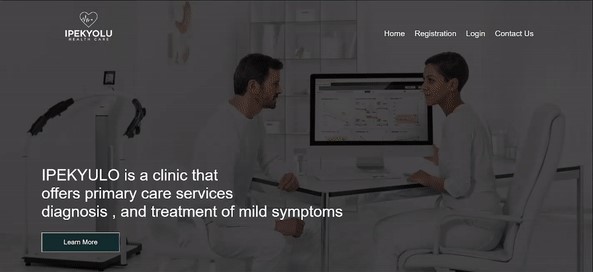 IPEKYOLU
HEALTH CARE
Home Registration Login Contact Us
IPEKYULO is a clinic that
offers primary care services
diagnosis , and treatment of mild symptoms
Learn More